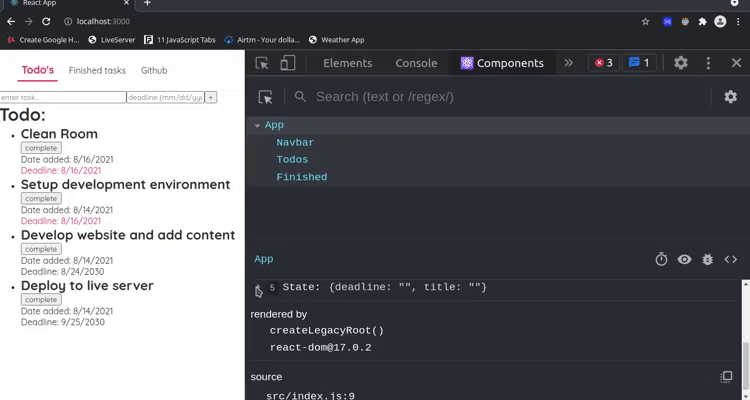 React App
localhost:3000
Create Google H...
LiveServer
11 JavaScript Tabs
Airtm - Your dolla...
Weather App
Todo's
Finished tasks
Github
enter task...
deadline (mm/dd/yy
+
Todo:
Clean Room
complete
Date added: 8/16/2021
Deadline: 8/16/2021
Setup development environment
complete
Date added: 8/14/2021
Deadline: 8/16/2021
Develop website and add content
complete
Date added: 8/14/2021
Deadline: 8/24/2030
Deploy to live server
complete
Date added: 8/14/2021
Deadline: 9/25/2030
Elements
Console
Components
3
1
Search (text or /regex/)
App
Navbar
Todos
Finished
App
5 State: {deadline: "", title: ""}
rendered by
createLegacyRoot()
react-dom@17.0.2
source
src/index.js:9